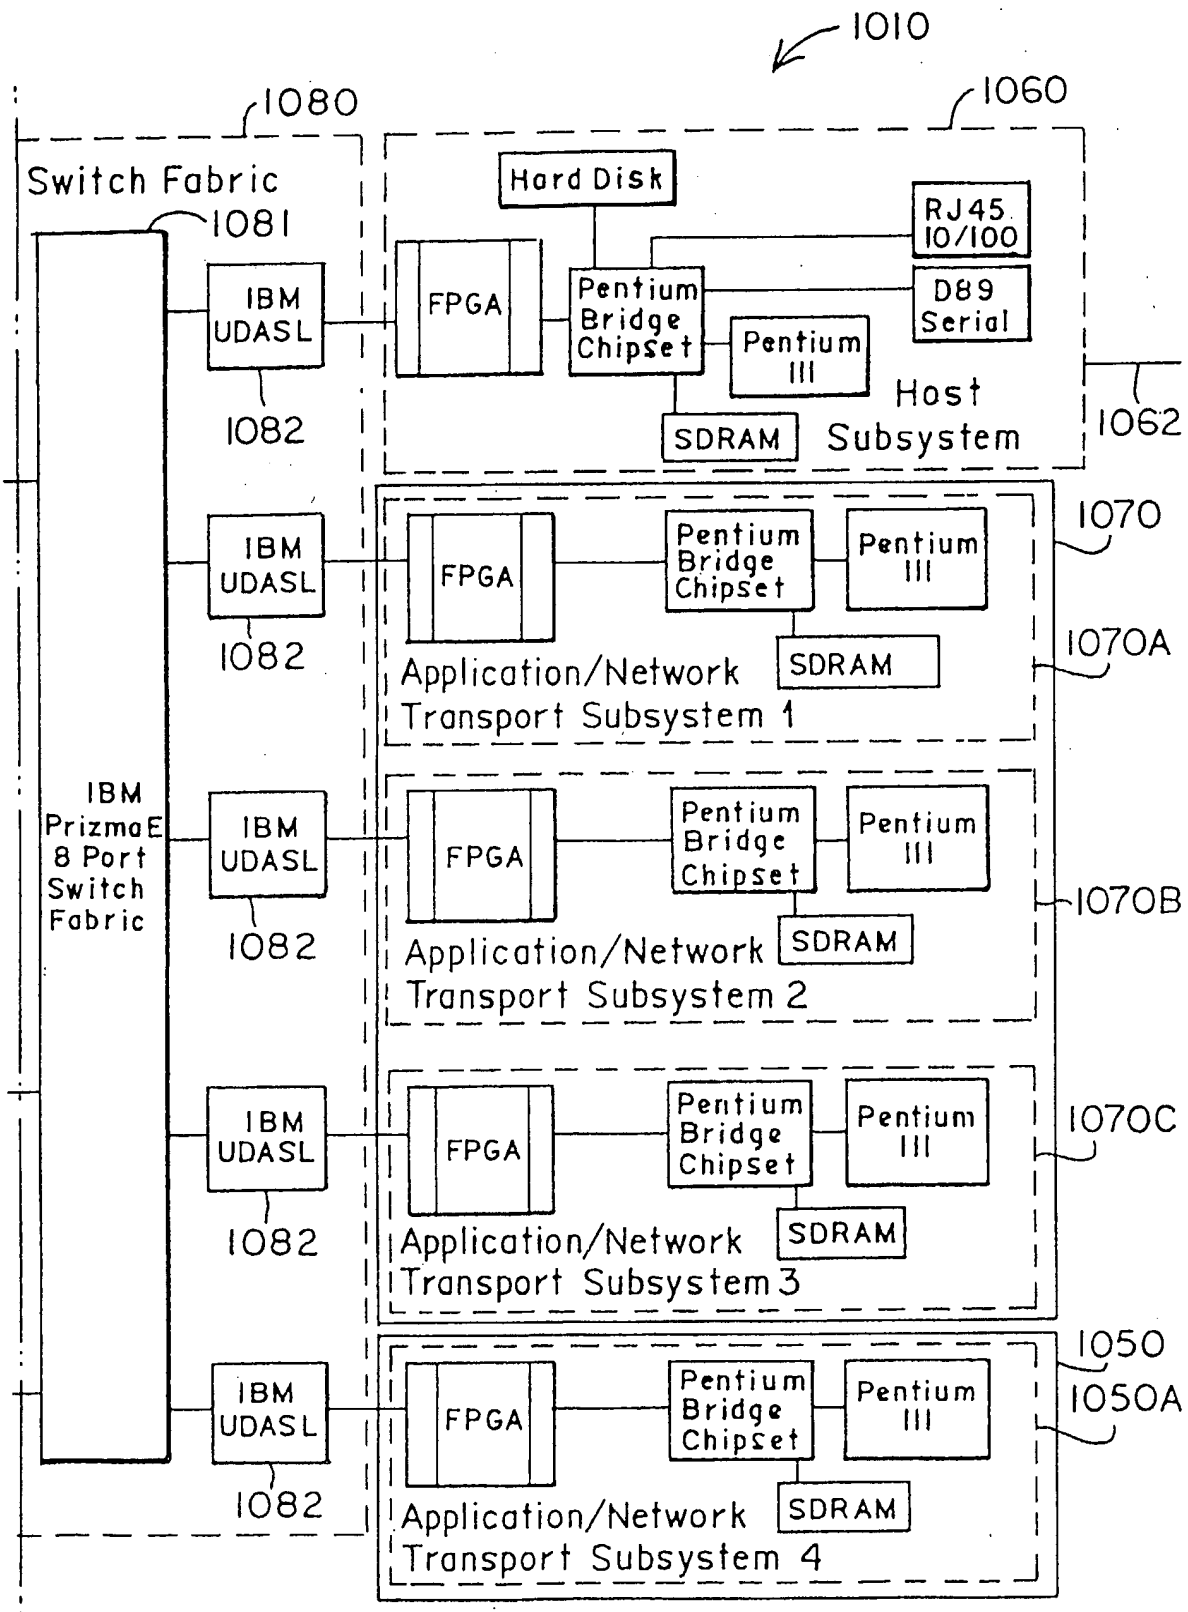 1010
1080
1060
Switch Fabric
1081
Hard Disk
RJ45
10/100
IBM
UDASL
FPGA
Pentium
Bridge
Chipset
D89
Serial
Pentium
III
1082
SDRAM
Host
Subsystem
1062
1070
IBM
UDASL
FPGA
Pentium
Bridge
Chipset
Pentium
III
1082
SDRAM
1070A
Application/Network
Transport Subsystem 1
IBM
PrizmaE
8 Port
Switch
Fabric
IBM
UDASL
FPGA
Pentium
Bridge
Chipset
Pentium
III
1070B
1082
SDRAM
Application/Network
Transport Subsystem 2
IBM
UDASL
FPGA
Pentium
Bridge
Chipset
Pentium
III
1070C
1082
SDRAM
Application/Network
Transport Subsystem 3
1050
IBM
UDASL
FPGA
Pentium
Bridge
Chipset
Pentium
III
1050A
1082
SDRAM
Application/Network
Transport Subsystem 4